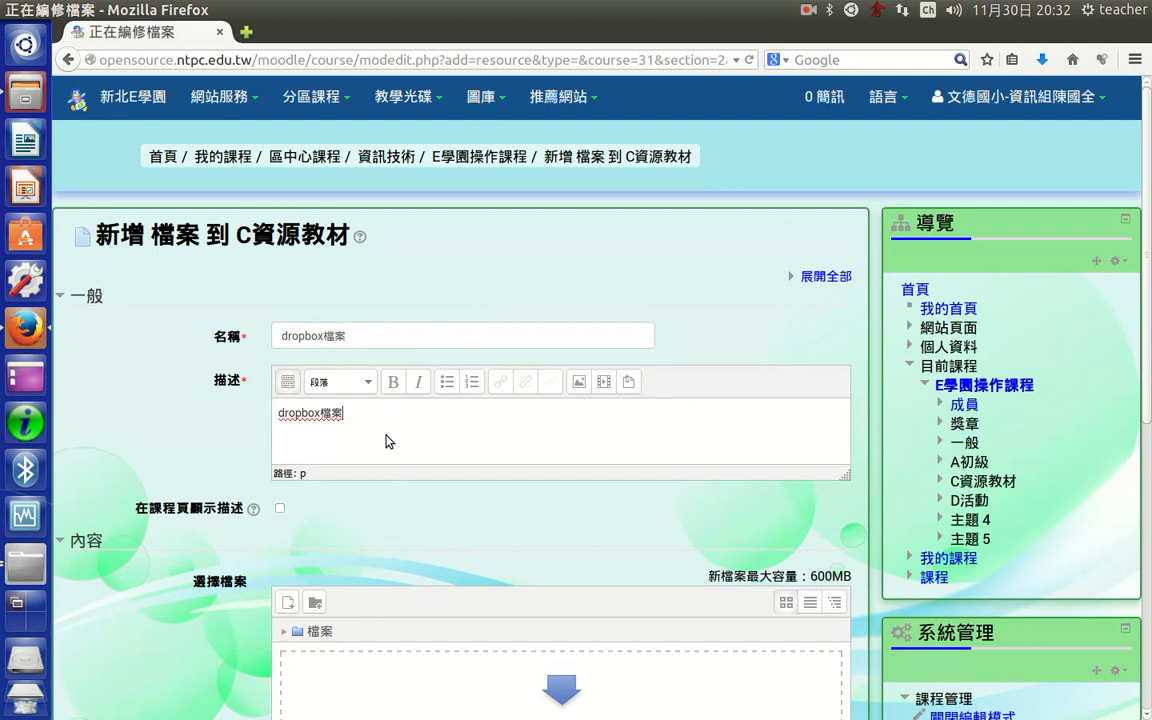 正在編修檔案 - Mozilla Firefox
Ch
11月30日 20:32
teacher
正在編修檔案
opensource.ntpc.edu.tw/moodle/course/modedit.php?add=resource&type=&course=31&section=2
Google
新北E學園
網站服務
分區課程
教學光碟
圖庫
推薦網站
0 簡訊
語言
文德國小-資訊組陳國全
首頁 / 我的課程 / 區中心課程 / 資訊技術 / E學園操作課程 / 新增 檔案 到 C資源教材
新增 檔案 到 C資源教材
展開全部
一般
名稱*
dropbox檔案
描述*
段落
B I
dropbox檔案
路徑: p
在課程頁顯示描述
內容
選擇檔案
新檔案最大容量：600MB
檔案
導覽
首頁
我的首頁
網站頁面
個人資料
目前課程
E學園操作課程
成員
獎章
一般
A初級
C資源教材
D活動
主題 4
主題 5
我的課程
課程
系統管理
課程管理
關閉編輯模式